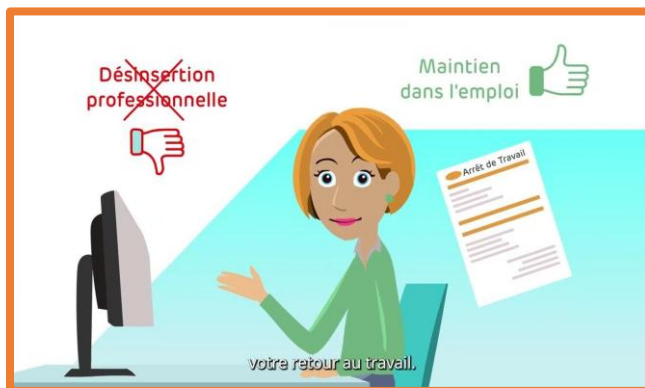 Désinsertion
professionnelle
Maintien
dans l'emploi
Arrêt de Travail
votre retour au travail.